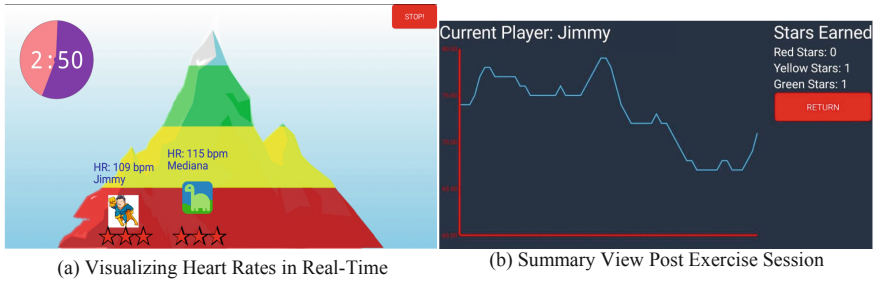 STOP!
2:50
HR: 115 bpm
Mediana
HR: 109 bpm
Jimmy
(a) Visualizing Heart Rates in Real-Time
Current Player: Jimmy
Stars Earned
Red Stars: 0
Yellow Stars: 1
Green Stars: 1
RETURN
(b) Summary View Post Exercise Session